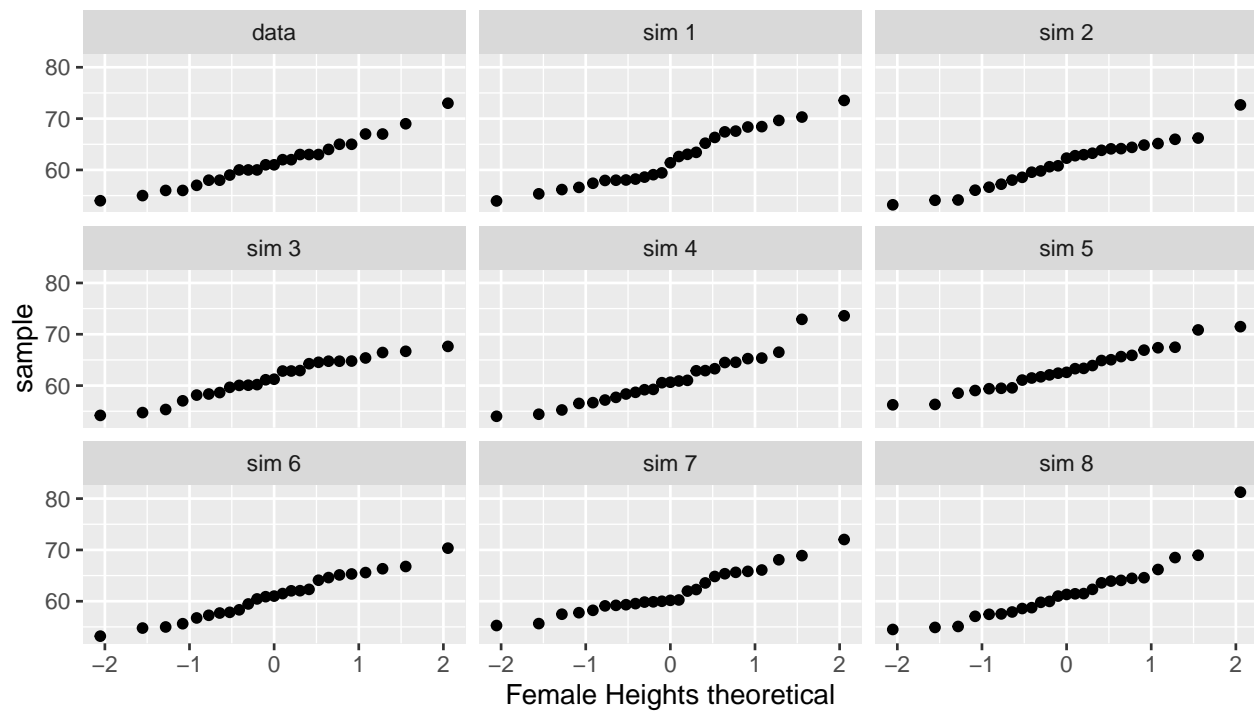 data sim 1 sim 2
80
70
60
sim 3 sim 4 sim 5
80
70
60
sample
sim 6 sim 7 sim 8
80
70
60
−2 −1 0 1 2 −2 −1 0 1 2 −2 −1 0 1 2
Female Heights theoretical